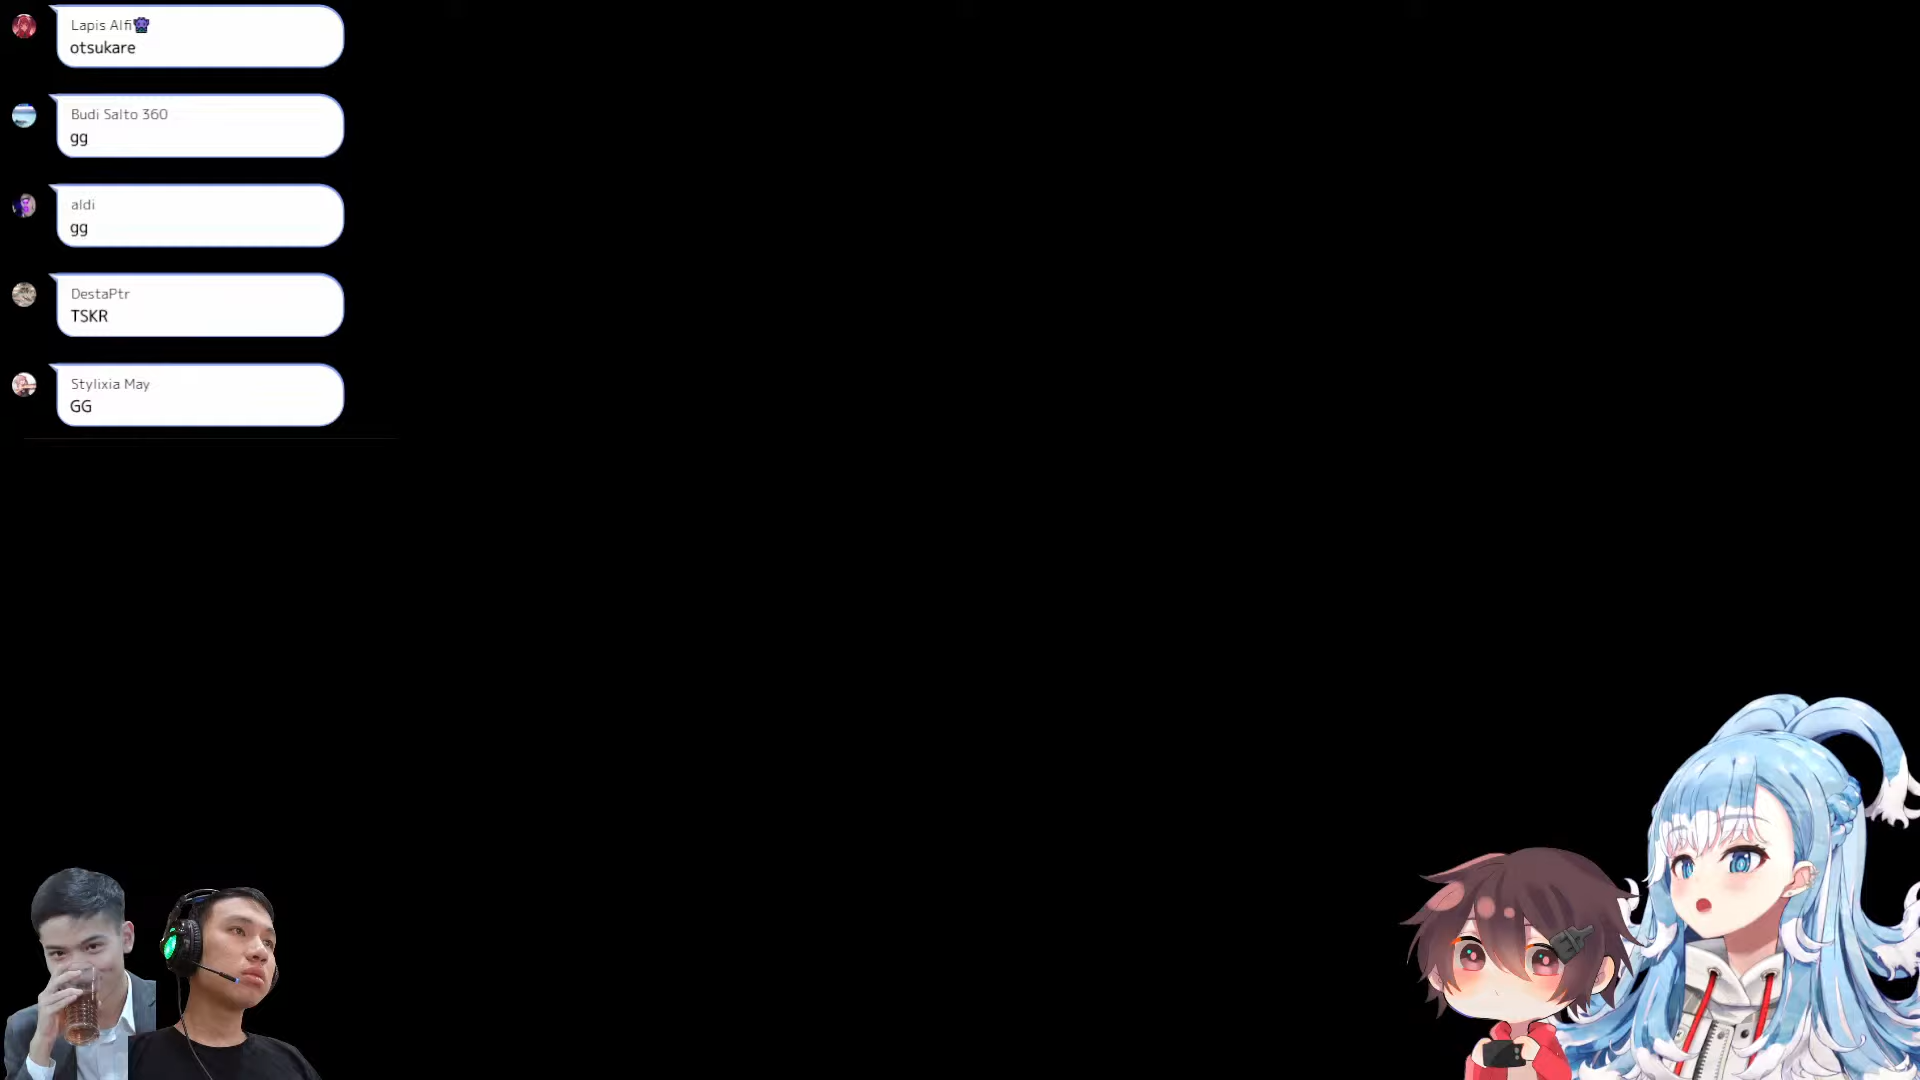 Lapis Alfi
otsukare
Budi Salto 360
gg
aldi
gg
DestaPtr
TSKR
Stylixia May
GG